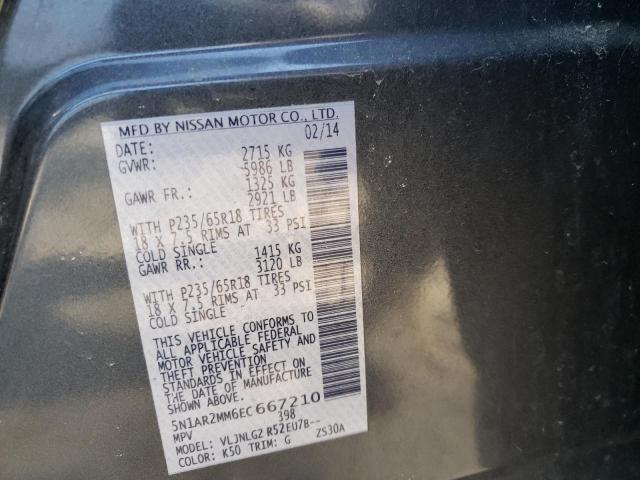 MFD BY NISSAN MOTOR CO., LTD.
DATE: 02/14
GVWR: 2715 KG
5986 LB
GAWR FR.: 1325 KG
2921 LB
WITH P235/65R18 TIRES
18 X 7.5 RIMS AT 33 PSI
COLD SINGLE
GAWR RR.: 1415 KG
3120 LB
WITH P235/65R18 TIRES
18 X 7.5 RIMS AT 33 PSI
COLD SINGLE
THIS VEHICLE CONFORMS TO
ALL APPLICABLE FEDERAL
MOTOR VEHICLE SAFETY AND
THEFT PREVENTION
STANDARDS IN EFFECT ON
THE DATE OF MANUFACTURE
SHOWN ABOVE.
5N1AR2MM6EC667210
MPV 398
MODEL: VLJNLGZ R52EU7B--
COLOR: K50 TRIM: G ZS30A